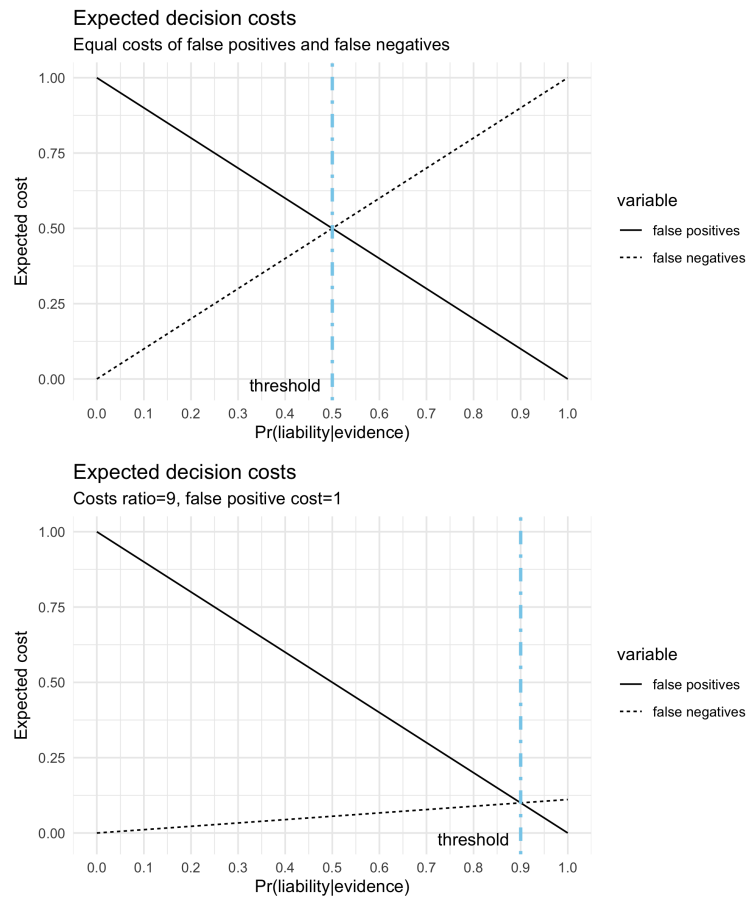 Expected decision costs
Equal costs of false positives and false negatives
1.00
0.75
0.50
0.25
0.00
Expected cost
threshold
0.0 0.1 0.2 0.3 0.4 0.5 0.6 0.7 0.8 0.9 1.0
Pr(liability|evidence)
variable
false positives
false negatives
Expected decision costs
Costs ratio=9, false positive cost=1
1.00
0.75
0.50
0.25
0.00
Expected cost
threshold
0.0 0.1 0.2 0.3 0.4 0.5 0.6 0.7 0.8 0.9 1.0
Pr(liability|evidence)
variable
false positives
false negatives